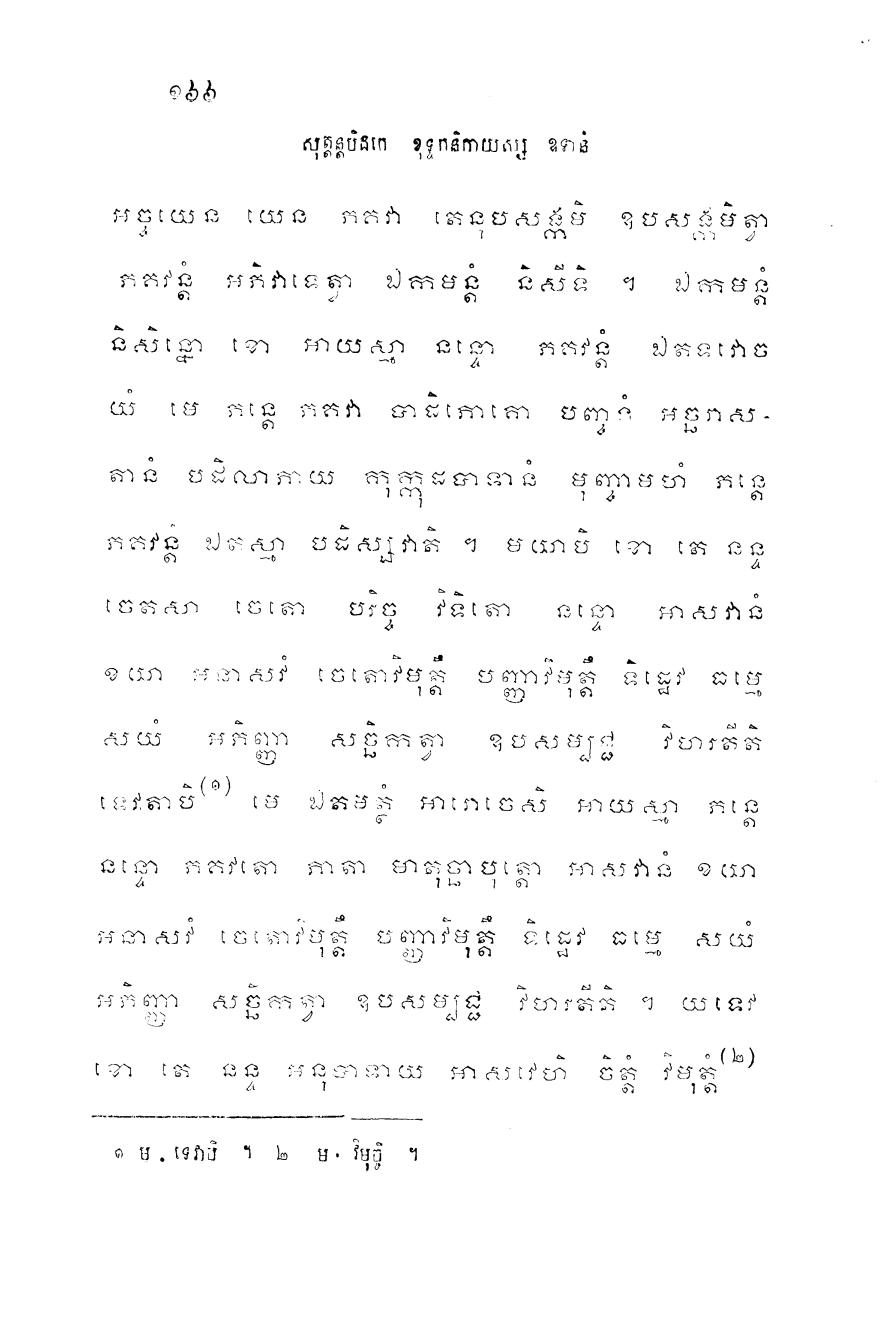 ១៦៦
សុត្តន្តបិដកេ ខុទ្ទកនិកាយស្ស ឧទានំ
អច្ចយេន យេន ភគវា តេនុបសង្កមិ ឧបសង្កមិត្វា
ភគវន្តំ អភិវាទេត្វា ឯកមន្តំ និសីទិ ។ ឯកមន្តំ
និសិន្នោ ខោ អាយស្មា នន្ទោ ភគវន្តំ ឯតទវោច
យំ មេ ភន្តេ ភគវា បាដិភោគោ បញ្ចន្នំ អច្ឆរាស-
តានំ បដិលាភាយ កុក្កុដបាទានំ មុញ្ចាមហំ ភន្តេ
ភគវន្តំ ឯតស្មា បដិស្សវាតិ ។ មយាបិ ខោ តេ នន្ទ
ចេតសា ចេតោ បរិច្ច វិទិតោ នន្ទោ អាសវានំ
ខយា អនាសវំ ចេតោវិមុត្តឹ បញ្ញាវិមុត្តឹ ទិដ្ឋេវ ធម្មេ
សយំ អភិញ្ញា សច្ឆិកត្វា ឧបសម្បជ្ជ វិហរតីតិ
ទេវតាបិ(១) មេ ឯតមត្ថំ អារោចេសិ អាយស្មា ភន្តេ
នន្ទោ ភគវតោ ភាតា មាតុច្ឆាបុត្តោ អាសវានំ ខយា
អនាសវំ ចេតោវិមុត្តឹ បញ្ញាវិមុត្តឹ ទិដ្ឋេវ ធម្មេ សយំ
អភិញ្ញា សច្ឆិកត្វា ឧបសម្បជ្ជ វិហរតីតិ ។ យទេវ
ខោ តេ នន្ទ អនុបាទាយ អាសវេហិ ចិត្តំ វិមុត្តំ(២)
១ ម. ទេវាបិ ។ ២ ម. វិមុច្ចិ ។